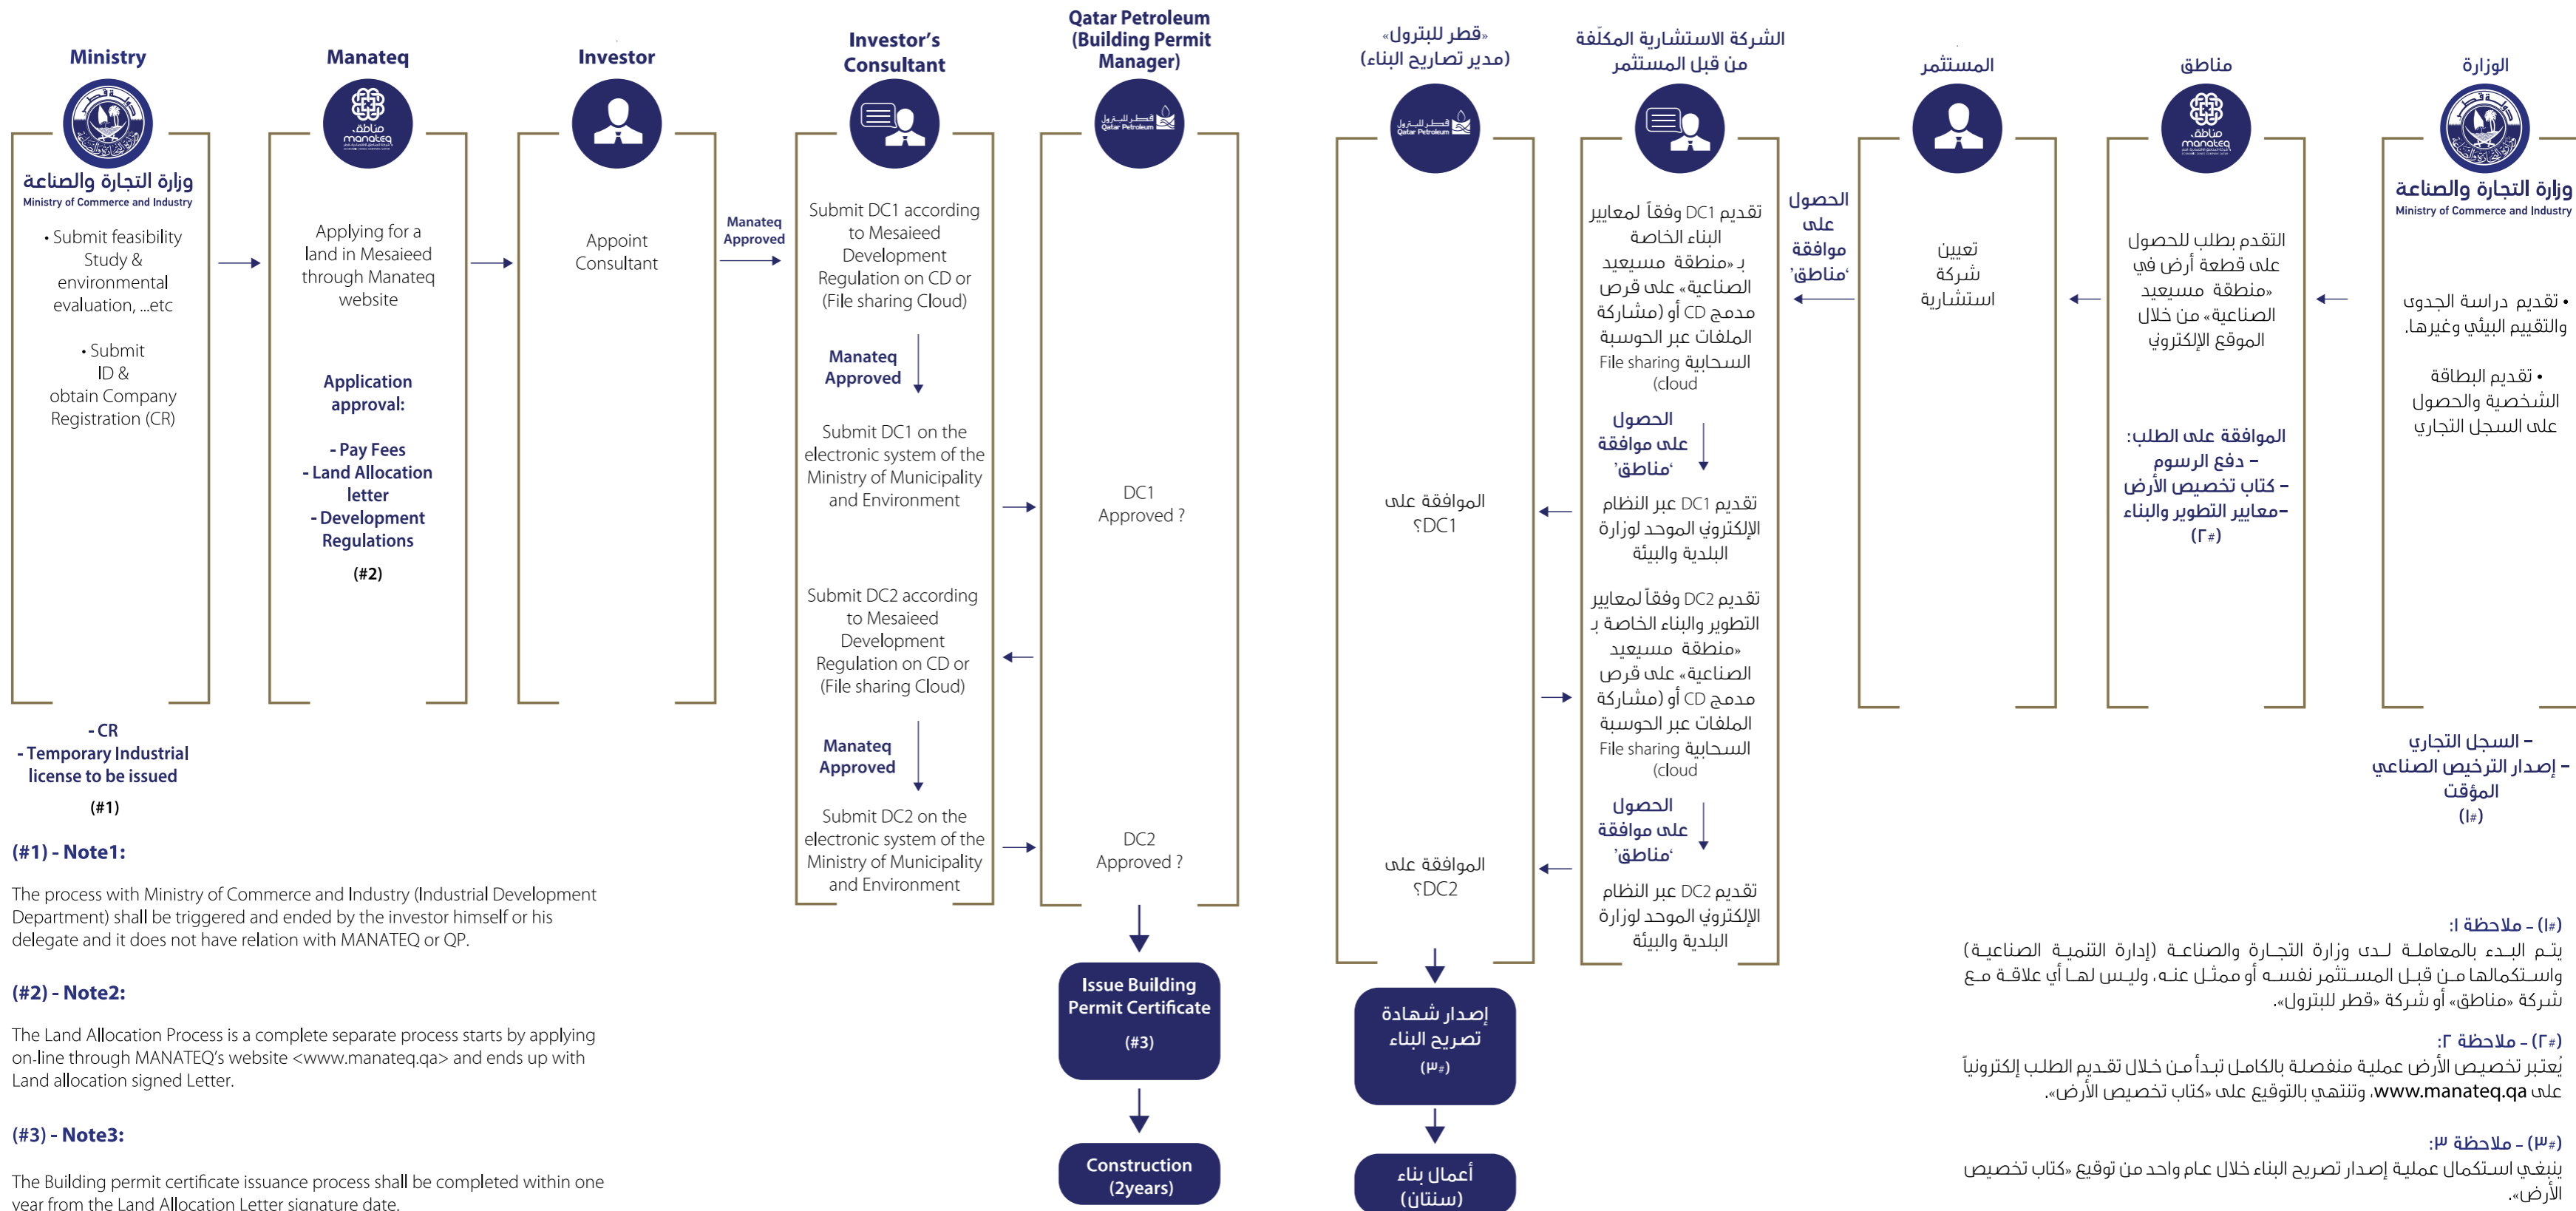 Ministry
وزارة التجارة والصناعة
Ministry of Commerce and Industry
• Submit feasibility
Study &
environmental
evaluation, ...etc
• Submit
ID &
obtain Company
Registration (CR)
- CR
- Temporary Industrial
license to be issued
(#1)
Manateq
مناطق
manateq
Applying for a
land in Mesaieed
through Manateq
website
Application
approval:
- Pay Fees
- Land Allocation
letter
- Development
Regulations
(#2)
Investor
Appoint
Consultant
Manateq
Approved
Investor's
Consultant
Submit DC1 according
to Mesaieed
Development
Regulation on CD or
(File sharing Cloud)
Manateq
Approved
Submit DC1 on the
electronic system of the
Ministry of Municipality
and Environment
Submit DC2 according
to Mesaieed
Development
Regulation on CD or
(File sharing Cloud)
Manateq
Approved
Submit DC2 on the
electronic system of the
Ministry of Municipality
and Environment
Qatar Petroleum
(Building Permit
Manager)
قطر للبترول
Qatar Petroleum
DC1
Approved ?
DC2
Approved ?
Issue Building
Permit Certificate
(#3)
Construction
(2years)
(#1) - Note1:
The process with Ministry of Commerce and Industry (Industrial Development
Department) shall be triggered and ended by the investor himself or his
delegate and it does not have relation with MANATEQ or QP.
(#2) - Note2:
The Land Allocation Process is a complete separate process starts by applying
on-line through MANATEQ's website <www.manateq.qa> and ends up with
Land allocation signed Letter.
(#3) - Note3:
The Building permit certificate issuance process shall be completed within one
year from the Land Allocation Letter signature date.
الوزارة
وزارة التجارة والصناعة
Ministry of Commerce and Industry
• تقديم دراسة الجدوى
والتقييم البيئي وغيرها.
• تقديم البطاقة
الشخصية والحصول
على السجل التجاري
– السجل التجاري
– إصدار الترخيص الصناعي
المؤقت
(#١)
مناطق
مناطق
manateq
التقدم بطلب للحصول
على قطعة أرض في
«منطقة مسيعيد
الصناعية» من خلال
الموقع الإلكتروني
الموافقة على الطلب:
– دفع الرسوم
– كتاب تخصيص الأرض
–معايير التطوير والبناء
(#٢)
المستثمر
تعيين
شركة
استشارية
الحصول
على
موافقة
‘مناطق’
الشركة الاستشارية المكلّفة
من قبل المستثمر
تقديم DC1 وفقاً لمعايير
البناء الخاصة
بـ «منطقة مسيعيد
الصناعية» على قرص
مدمج CD أو (مشاركة
الملفات عبر الحوسبة
السحابية File sharing
cloud)
الحصول
على موافقة
‘مناطق’
تقديم DC1 عبر النظام
الإلكتروني الموحد لوزارة
البلدية والبيئة
تقديم DC2 وفقاً لمعايير
التطوير والبناء الخاصة بـ
«منطقة مسيعيد
الصناعية» على قرص
مدمج CD أو (مشاركة
الملفات عبر الحوسبة
السحابية File sharing
cloud)
الحصول
على موافقة
‘مناطق’
تقديم DC2 عبر النظام
الإلكتروني الموحد لوزارة
البلدية والبيئة
«قطر للبترول»
(مدير تصاريح البناء)
قطر للبترول
Qatar Petroleum
الموافقة على
DC1؟
الموافقة على
DC2؟
إصدار شهادة
تصريح البناء
(#٣)
أعمال بناء
(سنتان)
(#١) - ملاحظة ١:
يتم البدء بالمعاملة لدى وزارة التجارة والصناعة (إدارة التنمية الصناعية)
واستكمالها من قبل المستثمر نفسه أو ممثل عنه، وليس لها أي علاقة مع
شركة «مناطق» أو شركة «قطر للبترول».
(#٢) - ملاحظة ٢:
يُعتبر تخصيص الأرض عملية منفصلة بالكامل تبدأ من خلال تقديم الطلب إلكترونياً
على www.manateq.qa، وتنتهي بالتوقيع على «كتاب تخصيص الأرض».
(#٣) - ملاحظة ٣:
ينبغي استكمال عملية إصدار تصريح البناء خلال عام واحد من توقيع «كتاب تخصيص
الأرض».